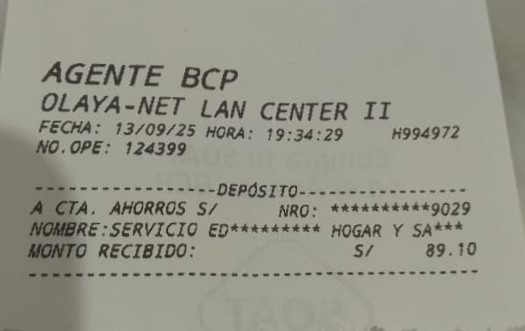 AGENTE BCP
OLAYA-NET LAN CENTER II
FECHA: 13/09/25 HORA: 19:34:29 H994972
NO.OPE: 124399
------------------DEPÓSITO------------------
A CTA. AHORROS S/ NRO: **********9029
NOMBRE:SERVICIO ED********* HOGAR Y SA***
MONTO RECIBIDO: S/ 89.10
--------------------------------------------